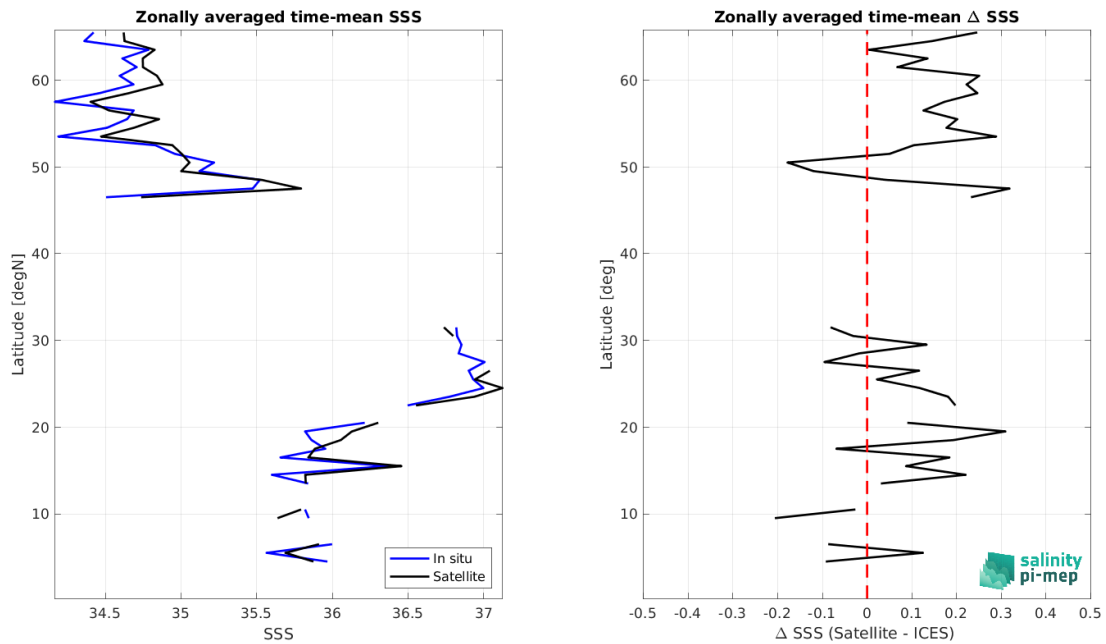 Zonally averaged time-mean SSS
60
50
40
30
20
10
Latitude [degN]
34.5 35 35.5 36 36.5 37
SSS
In situ
Satellite
Zonally averaged time-mean Δ SSS
60
50
40
30
20
10
Latitude [deg]
-0.5 -0.4 -0.3 -0.2 -0.1 0 0.1 0.2 0.3 0.4 0.5
Δ SSS (Satellite - ICES)
salinity
pi-mep